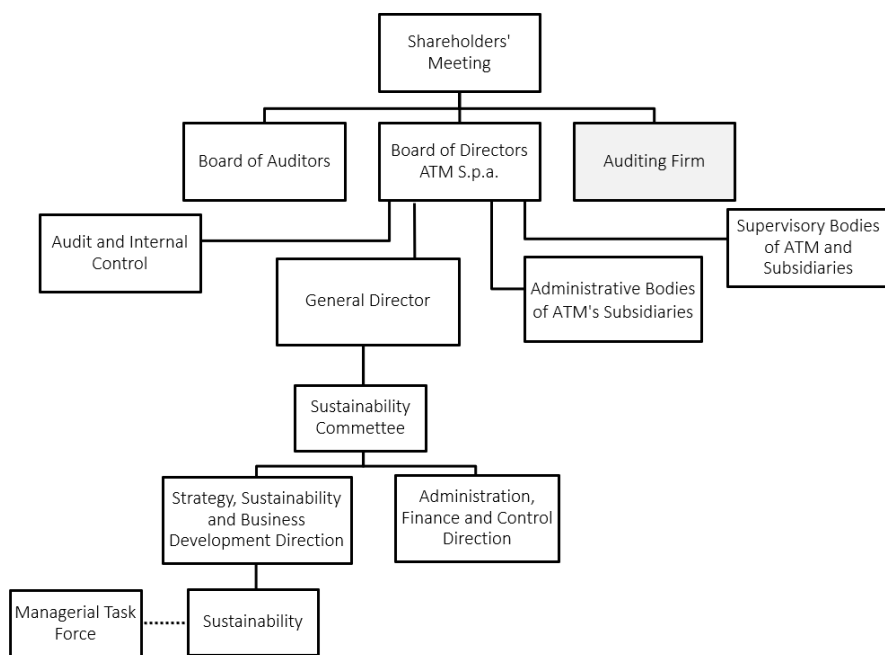 Shareholders'
Meeting
Board of Auditors
Board of Directors
ATM S.p.a.
Auditing Firm
Audit and Internal
Control
Supervisory Bodies
of ATM and
Subsidiaries
General Director
Administrative Bodies
of ATM's Subsidiaries
Sustainability
Committee
Strategy, Sustainability
and Business
Development Direction
Administration,
Finance and Control
Direction
Managerial Task
Force
Sustainability